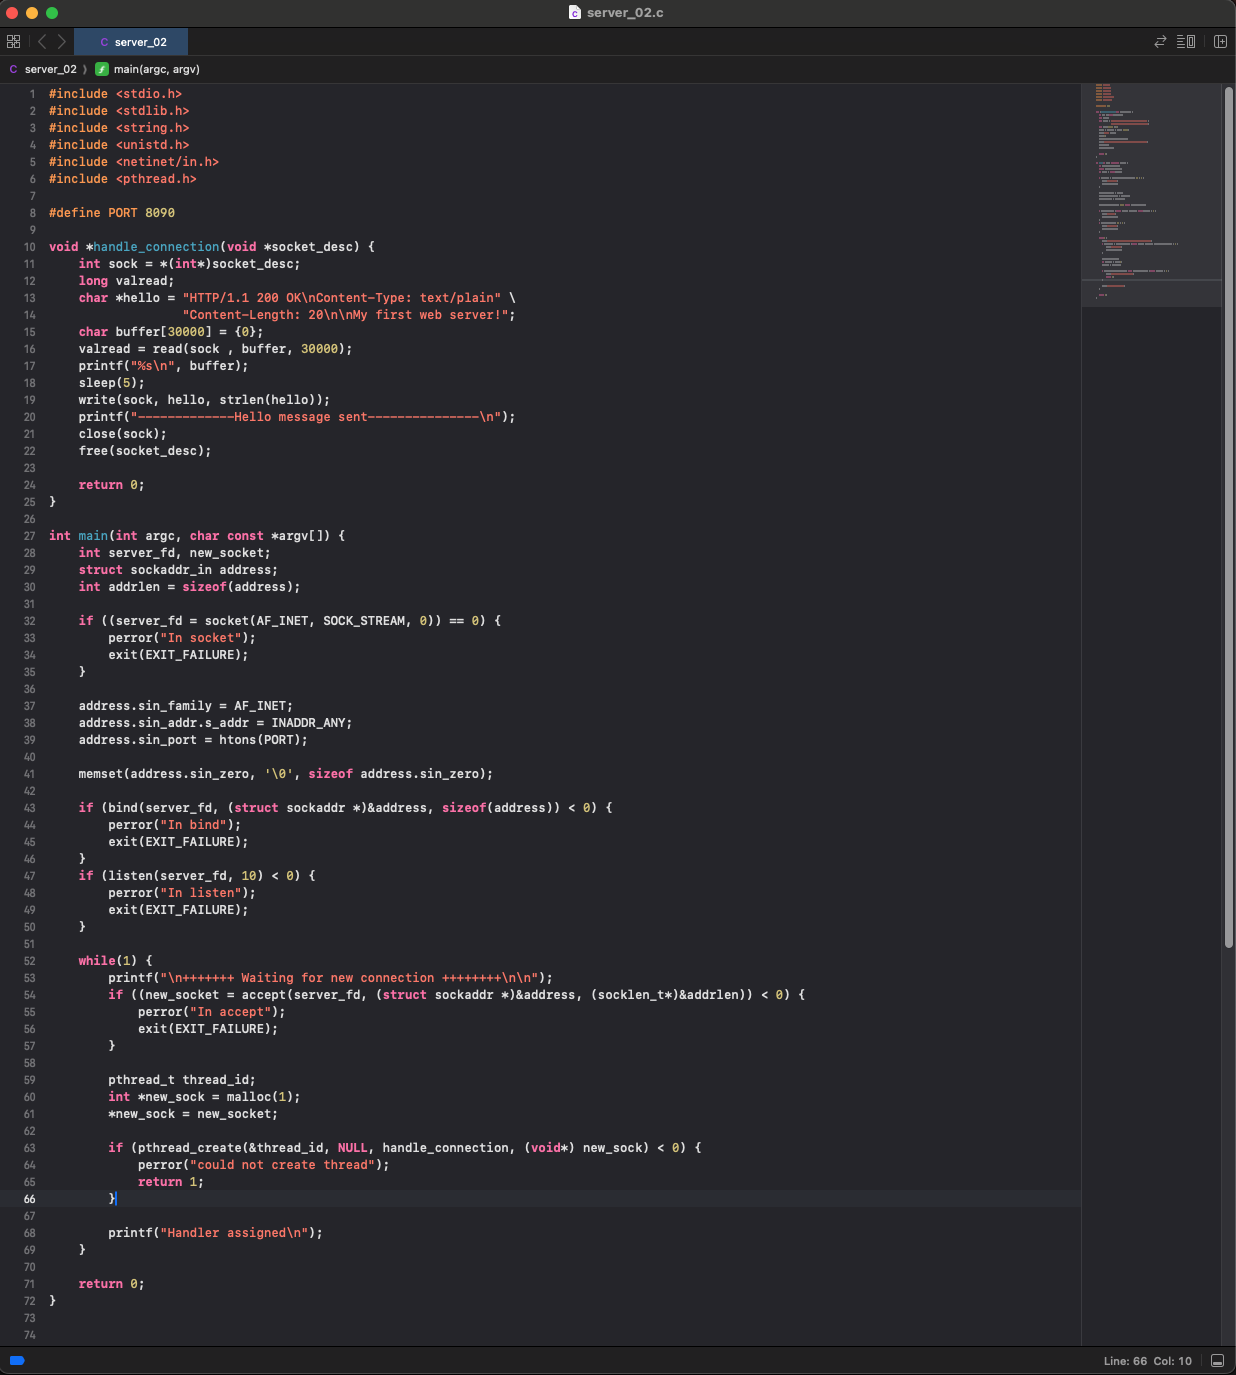 server_02.c
server_02
server_02 main(argc, argv)
1 #include <stdio.h>
2 #include <stdlib.h>
3 #include <string.h>
4 #include <unistd.h>
5 #include <netinet/in.h>
6 #include <pthread.h>
7
8 #define PORT 8090
9
10 void *handle_connection(void *socket_desc) {
11     int sock = *(int*)socket_desc;
12     long valread;
13     char *hello = "HTTP/1.1 200 OK\nContent-Type: text/plain" \
14                   "Content-Length: 20\n\nMy first web server!";
15     char buffer[30000] = {0};
16     valread = read(sock , buffer, 30000);
17     printf("%s\n", buffer);
18     sleep(5);
19     write(sock, hello, strlen(hello));
20     printf("-------------Hello message sent---------------\n");
21     close(sock);
22     free(socket_desc);
23
24     return 0;
25 }
26
27 int main(int argc, char const *argv[]) {
28     int server_fd, new_socket;
29     struct sockaddr_in address;
30     int addrlen = sizeof(address);
31
32     if ((server_fd = socket(AF_INET, SOCK_STREAM, 0)) == 0) {
33         perror("In socket");
34         exit(EXIT_FAILURE);
35     }
36
37     address.sin_family = AF_INET;
38     address.sin_addr.s_addr = INADDR_ANY;
39     address.sin_port = htons(PORT);
40
41     memset(address.sin_zero, '\0', sizeof address.sin_zero);
42
43     if (bind(server_fd, (struct sockaddr *)&address, sizeof(address)) < 0) {
44         perror("In bind");
45         exit(EXIT_FAILURE);
46     }
47     if (listen(server_fd, 10) < 0) {
48         perror("In listen");
49         exit(EXIT_FAILURE);
50     }
51
52     while(1) {
53         printf("\n+++++++ Waiting for new connection ++++++++\n\n");
54         if ((new_socket = accept(server_fd, (struct sockaddr *)&address, (socklen_t*)&addrlen)) < 0) {
55             perror("In accept");
56             exit(EXIT_FAILURE);
57         }
58
59         pthread_t thread_id;
60         int *new_sock = malloc(1);
61         *new_sock = new_socket;
62
63         if (pthread_create(&thread_id, NULL, handle_connection, (void*) new_sock) < 0) {
64             perror("could not create thread");
65             return 1;
66         }
67
68         printf("Handler assigned\n");
69     }
70
71     return 0;
72 }
73
74
Line: 66 Col: 10